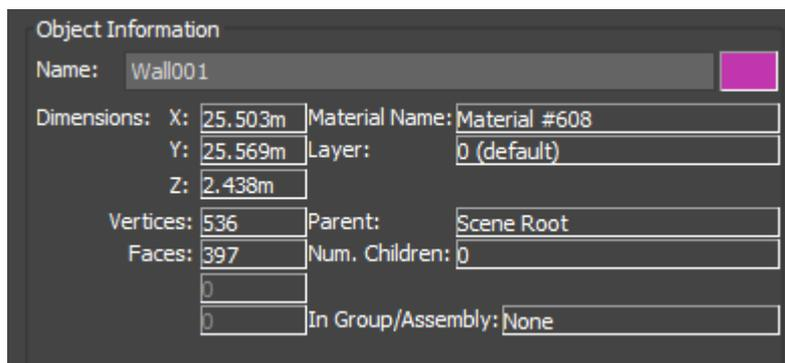 Object Information
Name: Wall001
Dimensions: X: 25.503m Material Name: Material #608
Y: 25.569m Layer: 0 (default)
Z: 2.438m
Vertices: 536 Parent: Scene Root
Faces: 397 Num. Children: 0
0
0 In Group/Assembly: None